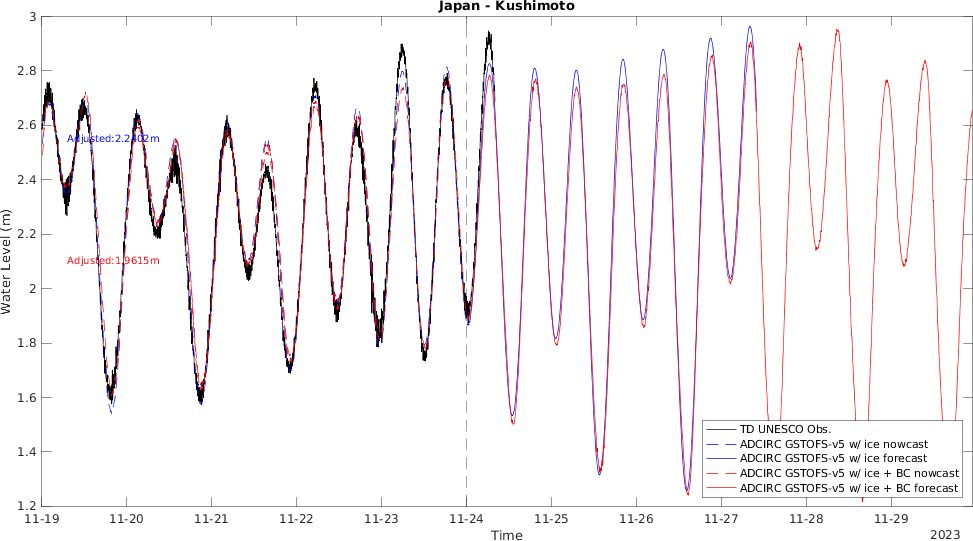 Japan - Kushimoto
3
2.8
2.6
2.4
2.2
2
1.8
1.6
1.4
1.2
Water Level (m)
Adjusted:2.2402m
Adjusted:1.9615m
TD UNESCO Obs.
ADCIRC GSTOFS-v5 w/ ice nowcast
ADCIRC GSTOFS-v5 w/ ice forecast
ADCIRC GSTOFS-v5 w/ ice + BC nowcast
ADCIRC GSTOFS-v5 w/ ice + BC forecast
11-19 11-20 11-21 11-22 11-23 11-24 11-25 11-26 11-27 11-28 11-29
Time
2023